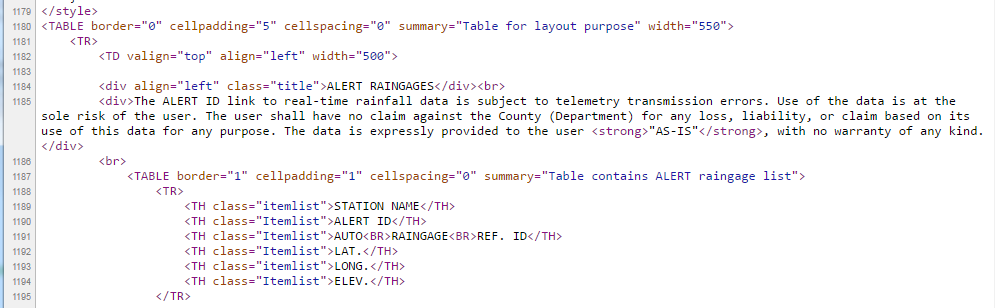 1179 </style>
1180 <TABLE border="0" cellpadding="5" cellspacing="0" summary="Table for layout purpose" width="550">
1181 <TR>
1182 <TD valign="top" align="left" width="500">
1183
1184 <div align="left" class="title">ALERT RAINGAGES</div><br>
1185 <div>The ALERT ID link to real-time rainfall data is subject to telemetry transmission errors. Use of the data is at the
sole risk of the user. The user shall have no claim against the County (Department) for any loss, liability, or claim based on its
use of this data for any purpose. The data is expressly provided to the user <strong>"AS-IS"</strong>, with no warranty of any kind.
</div>
1186 <br>
1187 <TABLE border="1" cellpadding="1" cellspacing="0" summary="Table contains ALERT raingage list">
1188 <TR>
1189 <TH class="itemlist">STATION NAME</TH>
1190 <TH class="Itemlist">ALERT ID</TH>
1191 <TH class="Itemlist">AUTO<BR>RAINGAGE<BR>REF. ID</TH>
1192 <TH class="Itemlist">LAT.</TH>
1193 <TH class="Itemlist">LONG.</TH>
1194 <TH class="Itemlist">ELEV.</TH>
1195 </TR>